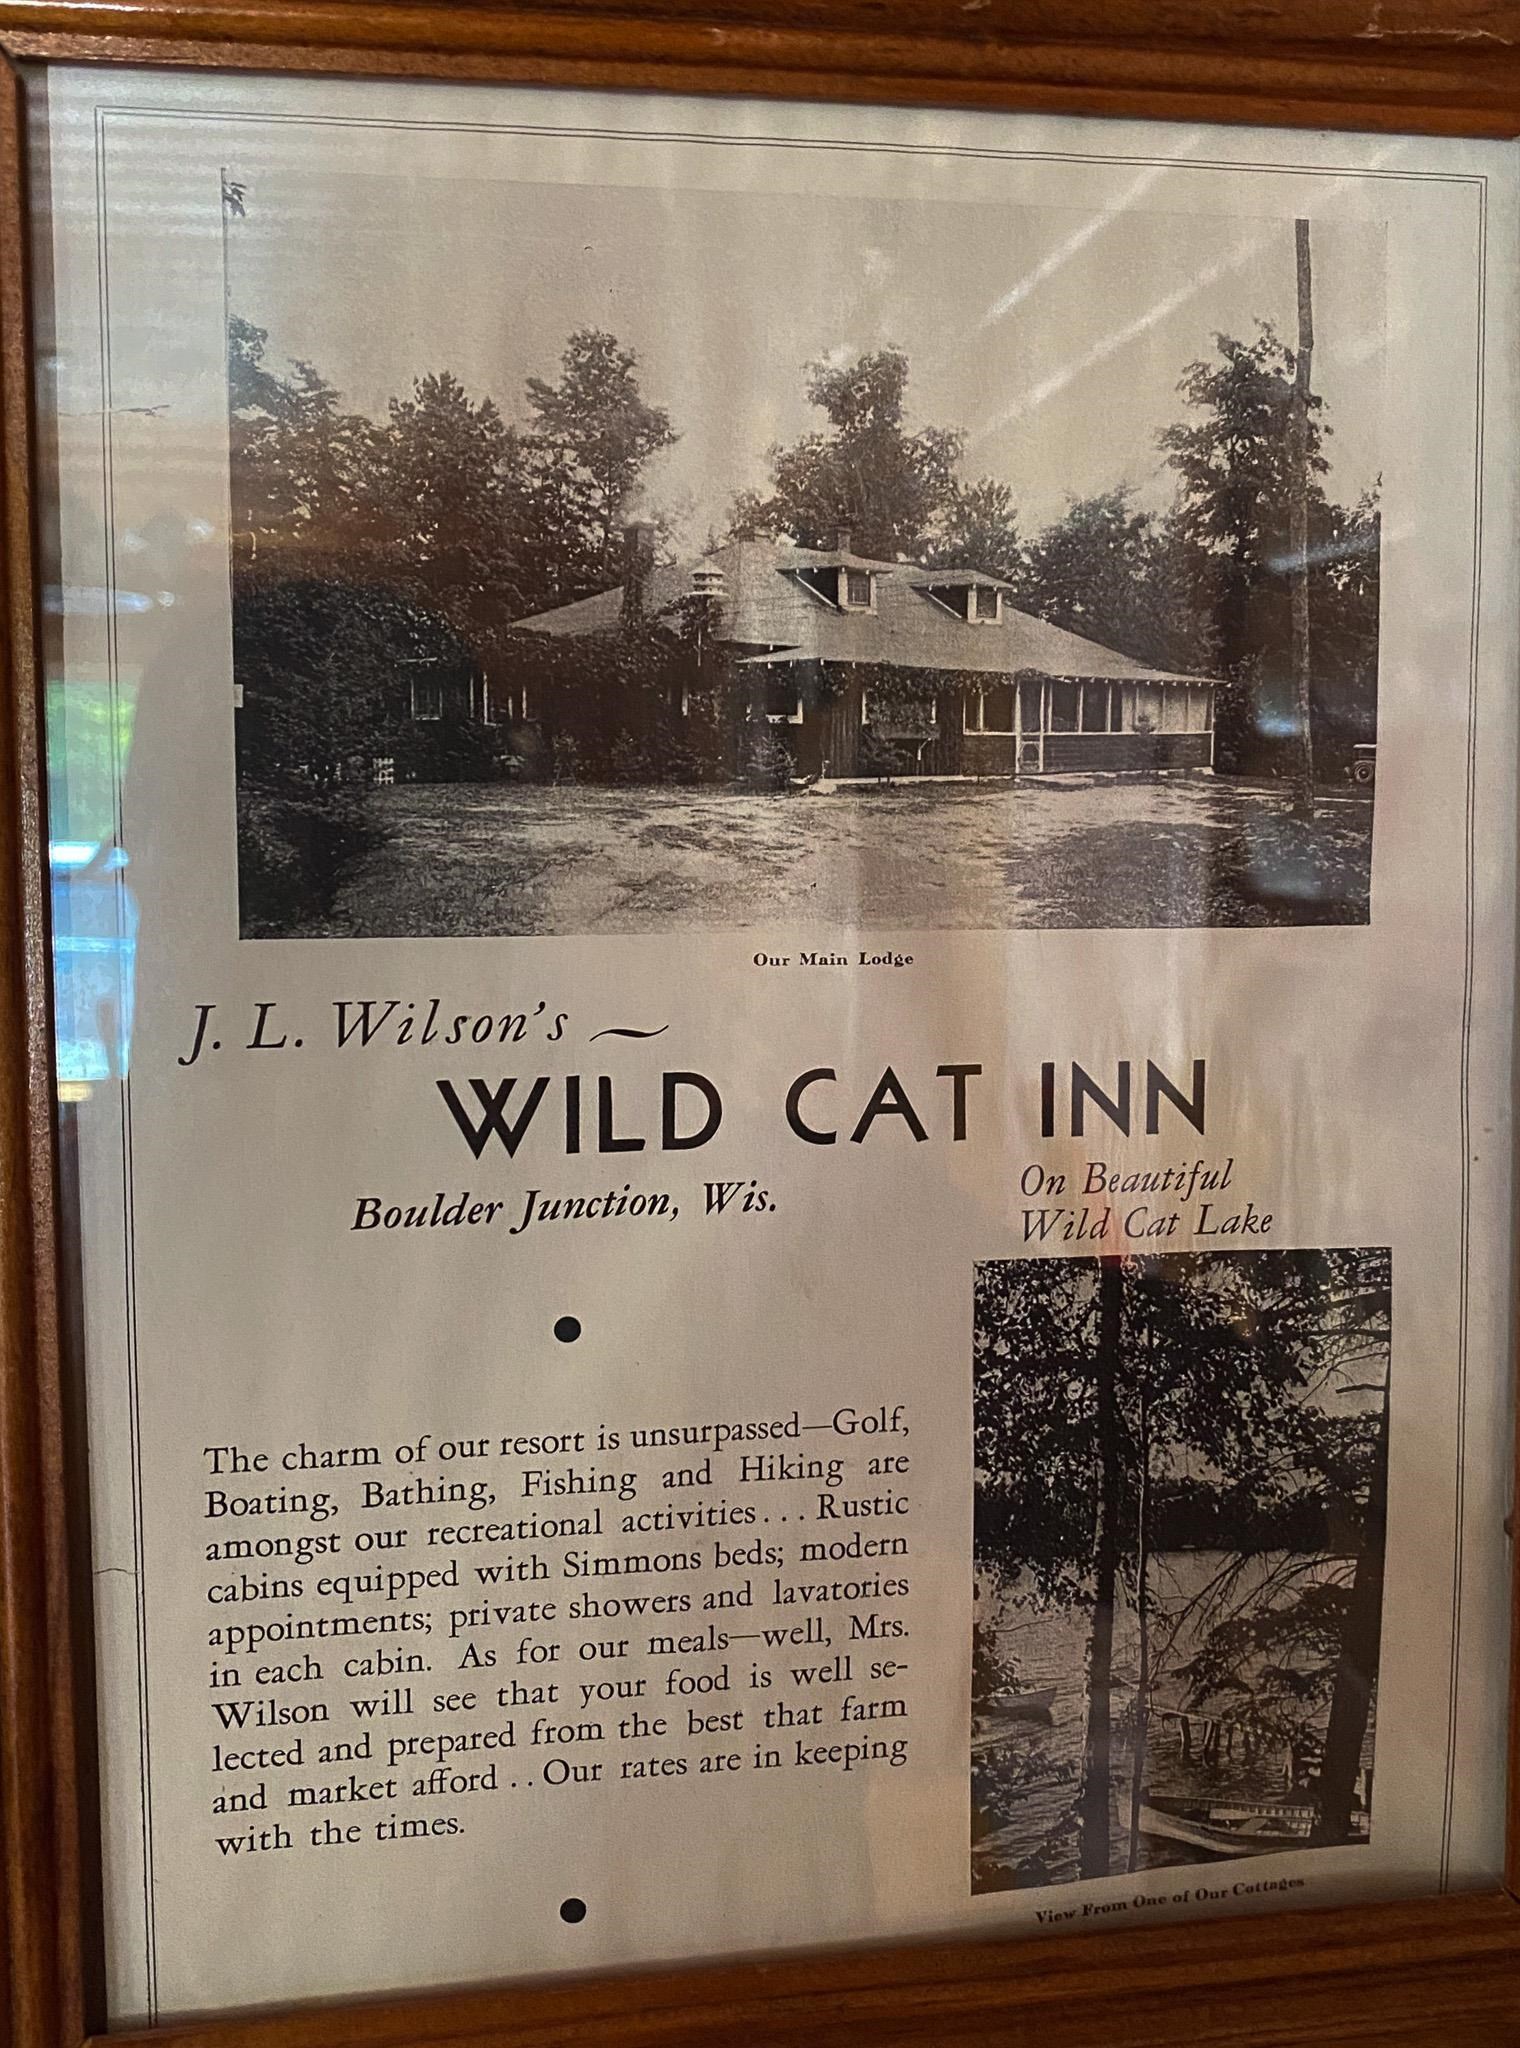 Our Main Lodge
J. L. Wilson's ~
WILD CAT INN
Boulder Junction, Wis.
On Beautiful
Wild Cat Lake
The charm of our resort is unsurpassed—Golf,
Boating, Bathing, Fishing and Hiking are
amongst our recreational activities... Rustic
cabins equipped with Simmons beds; modern
appointments; private showers and lavatories
in each cabin. As for our meals—well, Mrs.
Wilson will see that your food is well se-
lected and prepared from the best that farm
and market afford .. Our rates are in keeping
with the times.
View From One of Our Cottages